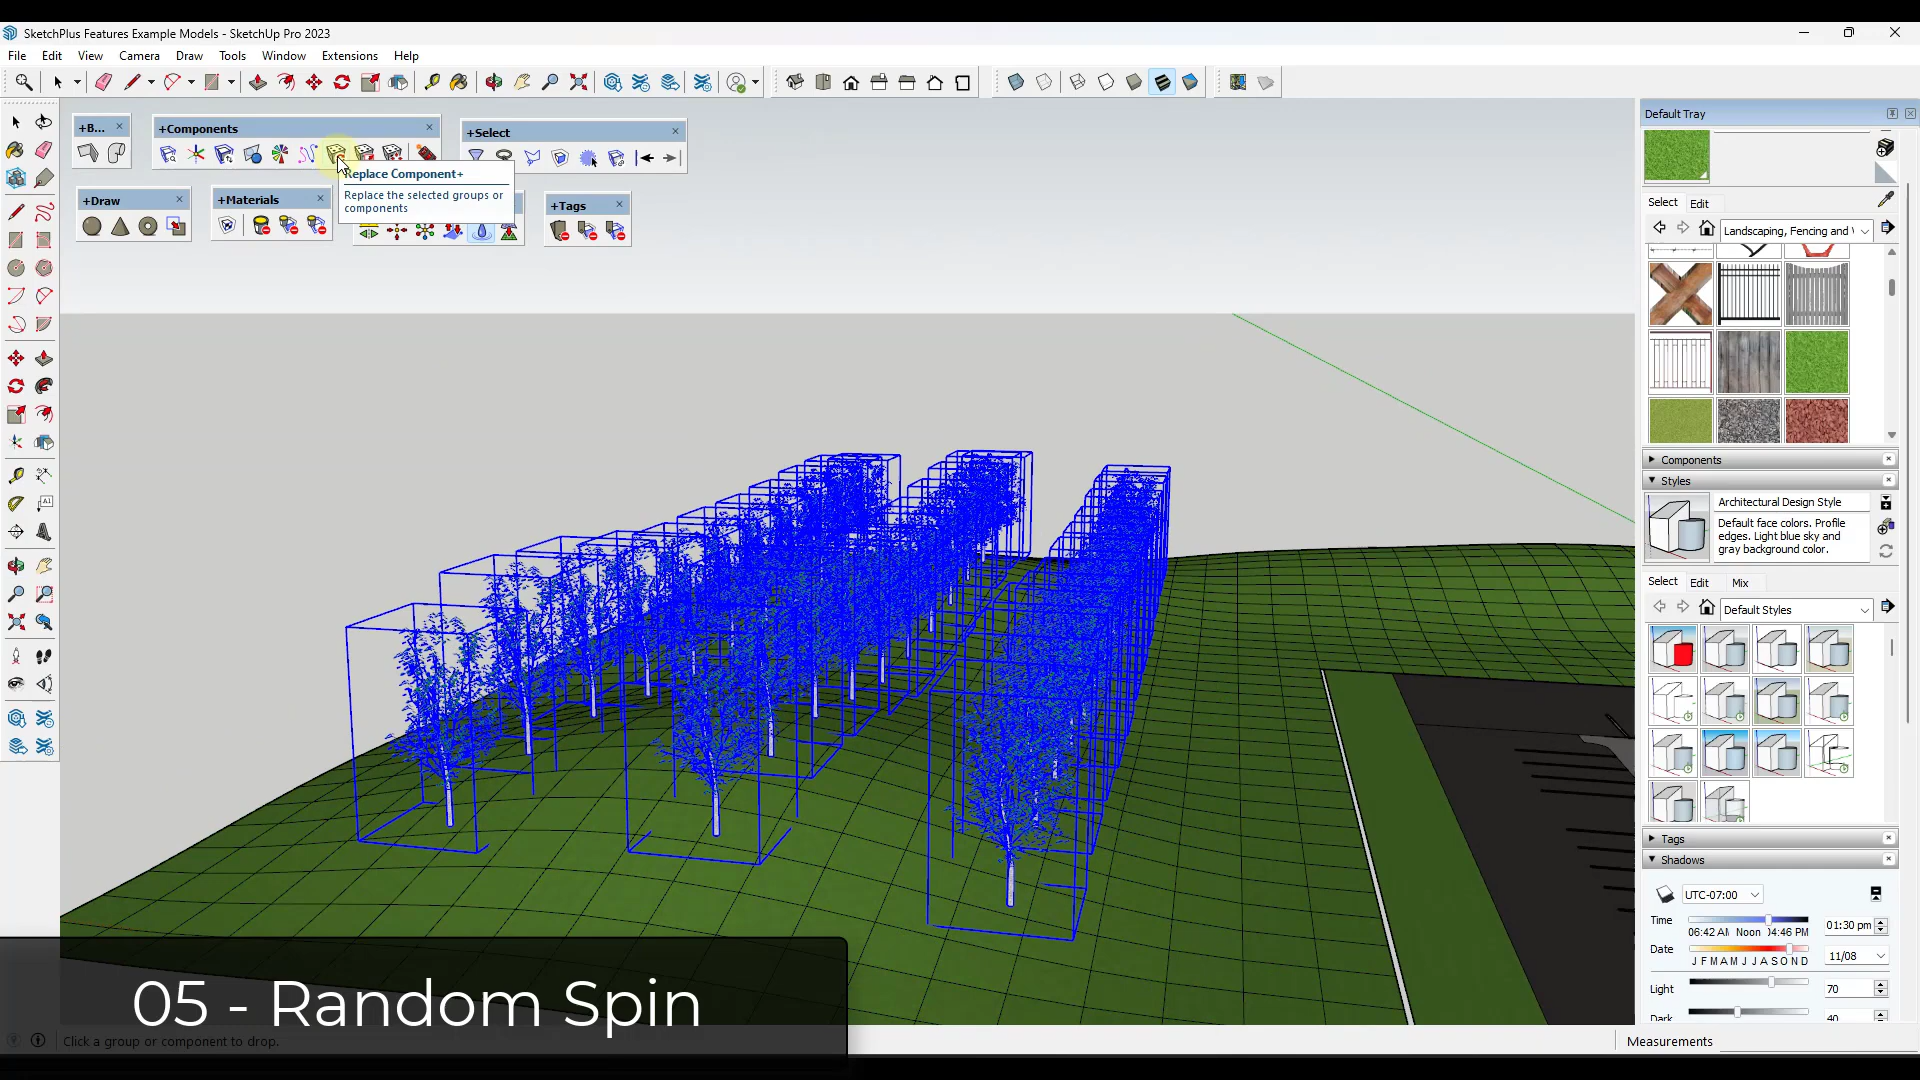 SketchPlus Features Example Models - SketchUp Pro 2023
File Edit View Camera Draw Tools Window Extensions Help
Default Tray
+B...
+Components
+Select
Replace Component+
Replace the selected groups or
components
+Draw
+Materials
+Tags
Select Edit
Landscaping, Fencing and
Components
Styles
Architectural Design Style
Default face colors. Profile
edges. Light blue sky and
gray background color.
Select Edit Mix
Default Styles
Tags
Shadows
UTC-07:00
Time
06:42 AM Noon 04:46 PM
01:30 pm
Date
J F M A M J J A S O N D
11/08
Light
70
Dark
40
05 - Random Spin
Click a group or component to drop.
Measurements